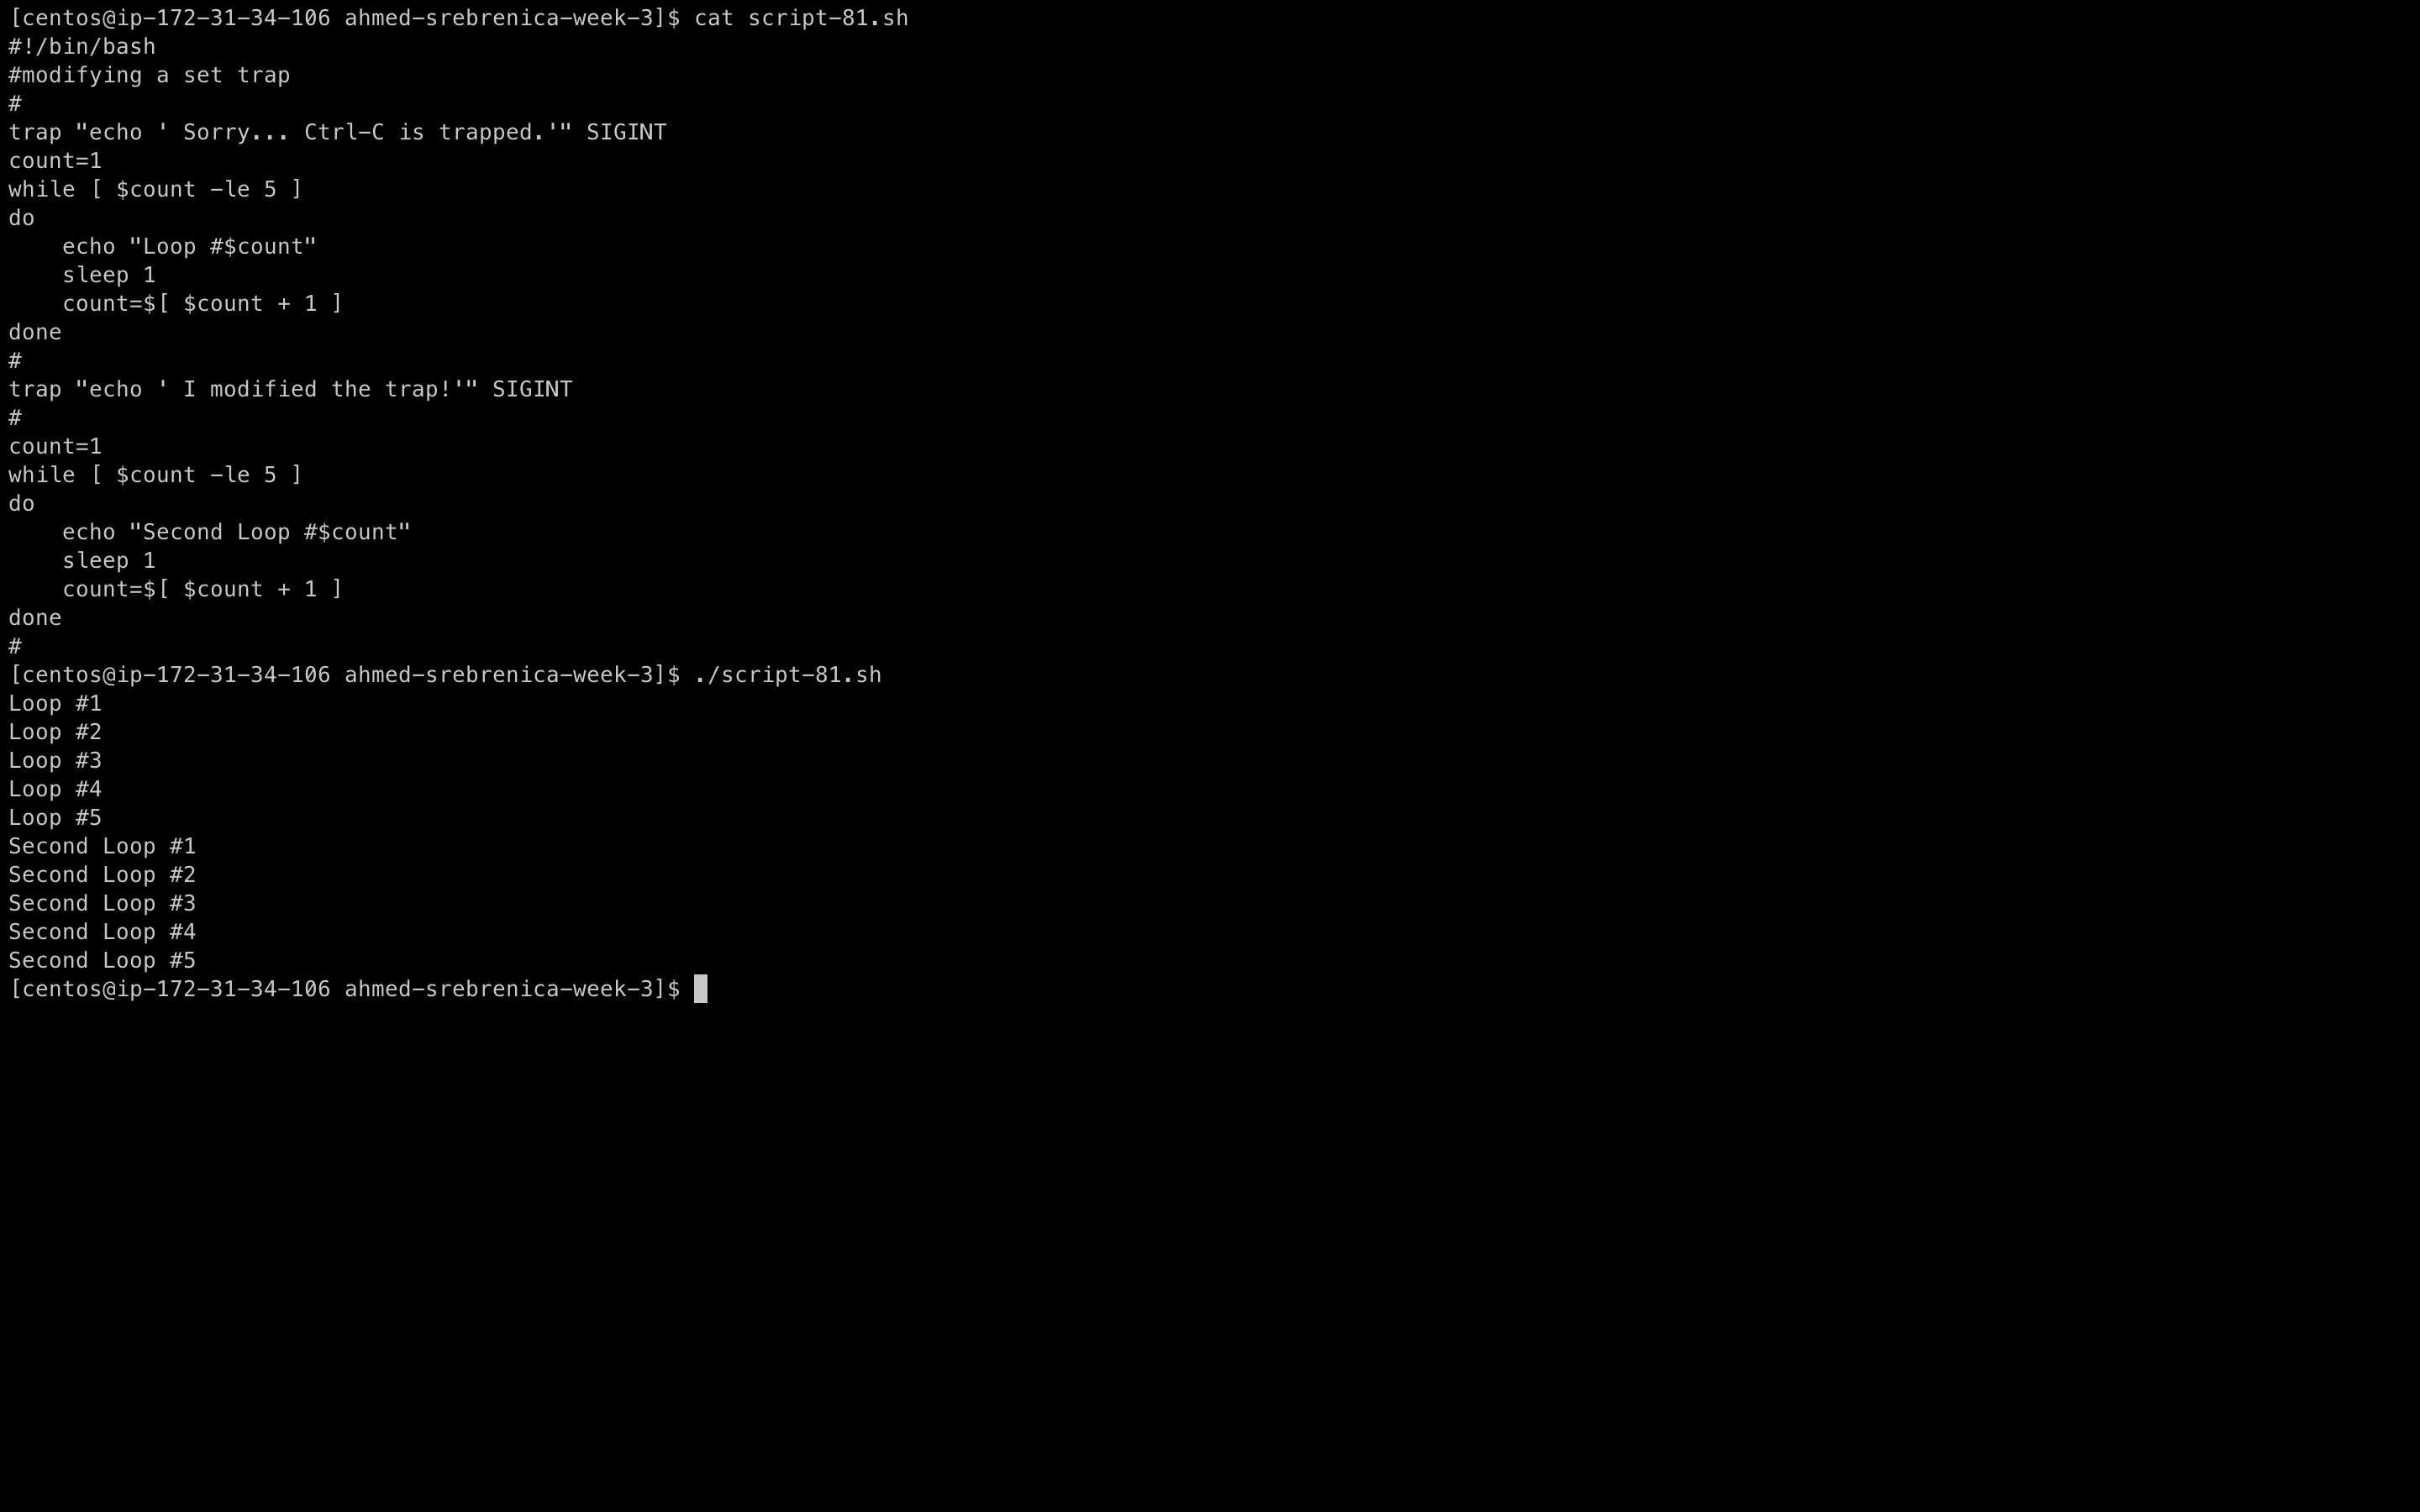 [centos@ip-172-31-34-106 ahmed-srebrenica-week-3]$ cat script-81.sh
#!/bin/bash
#modifying a set trap
#
trap "echo ' Sorry... Ctrl-C is trapped.'" SIGINT
count=1
while [ $count -le 5 ]
do
    echo "Loop #$count"
    sleep 1
    count=$[ $count + 1 ]
done
#
trap "echo ' I modified the trap!'" SIGINT
#
count=1
while [ $count -le 5 ]
do
    echo "Second Loop #$count"
    sleep 1
    count=$[ $count + 1 ]
done
#
[centos@ip-172-31-34-106 ahmed-srebrenica-week-3]$ ./script-81.sh
Loop #1
Loop #2
Loop #3
Loop #4
Loop #5
Second Loop #1
Second Loop #2
Second Loop #3
Second Loop #4
Second Loop #5
[centos@ip-172-31-34-106 ahmed-srebrenica-week-3]$